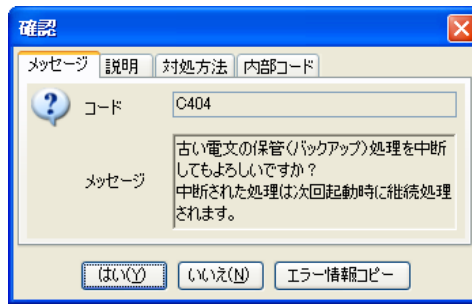 確認
メッセージ 説明 対処方法 内部コード
コード C404
メッセージ
古い電文の保管(バックアップ)処理を中断
してもよろしいですか?
中断された処理は次回起動時に継続処理
されます。
はい(Y) いいえ(N) エラー情報コピー